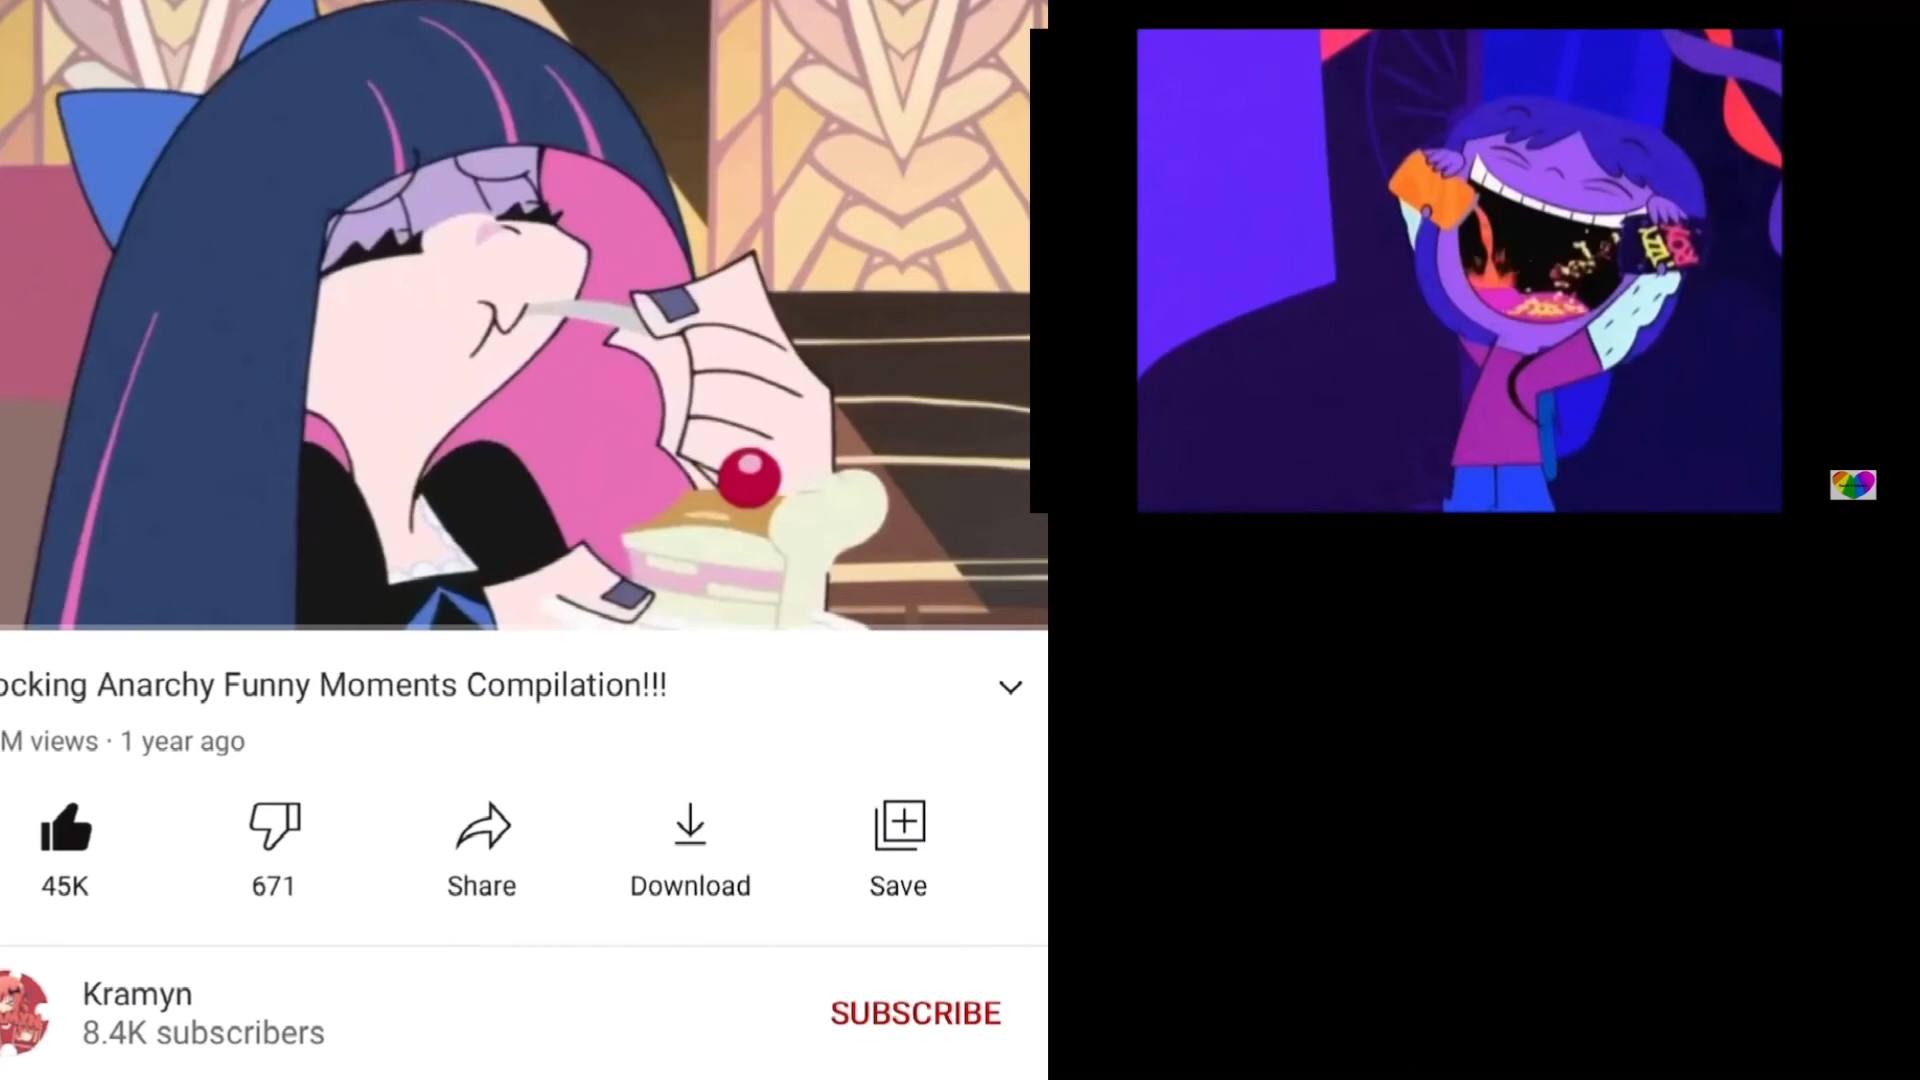 ocking Anarchy Funny Moments Compilation!!!
M views · 1 year ago
45K
671
Share
Download
Save
Kramyn
8.4K subscribers
SUBSCRIBE